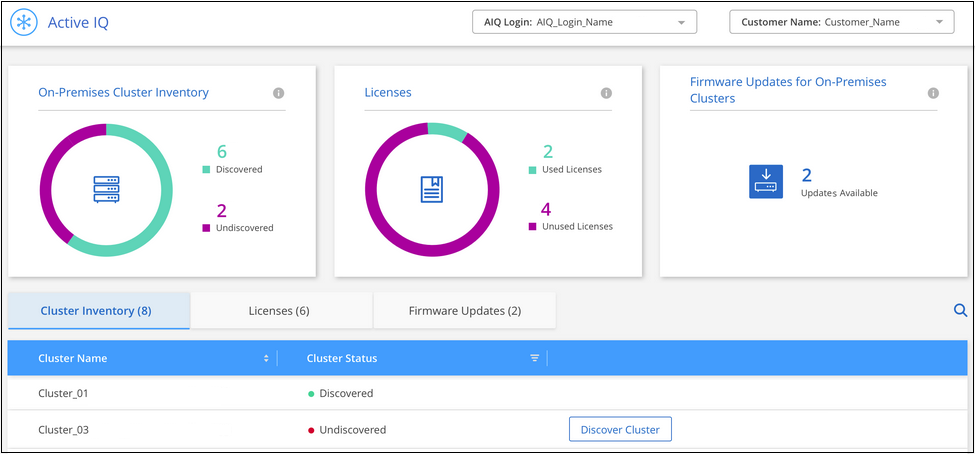 Active IQ
AIQ Login: AIQ_Login_Name
Customer Name: Customer_Name
On-Premises Cluster Inventory
6
Discovered
2
Undiscovered
Licenses
2
Used Licenses
4
Unused Licenses
Firmware Updates for On-Premises
Clusters
2
Updates Available
Cluster Inventory (8)
Licenses (6)
Firmware Updates (2)
Cluster Name
Cluster Status
Cluster_01
Discovered
Cluster_03
Undiscovered
Discover Cluster